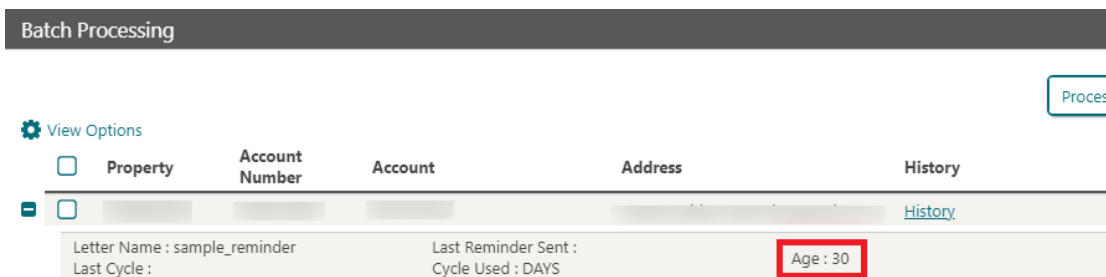 Batch Processing
View Options
Property Account Number Account Address History
History
Letter Name : sample_reminder Last Reminder Sent : Age : 30
Last Cycle : Cycle Used : DAYS